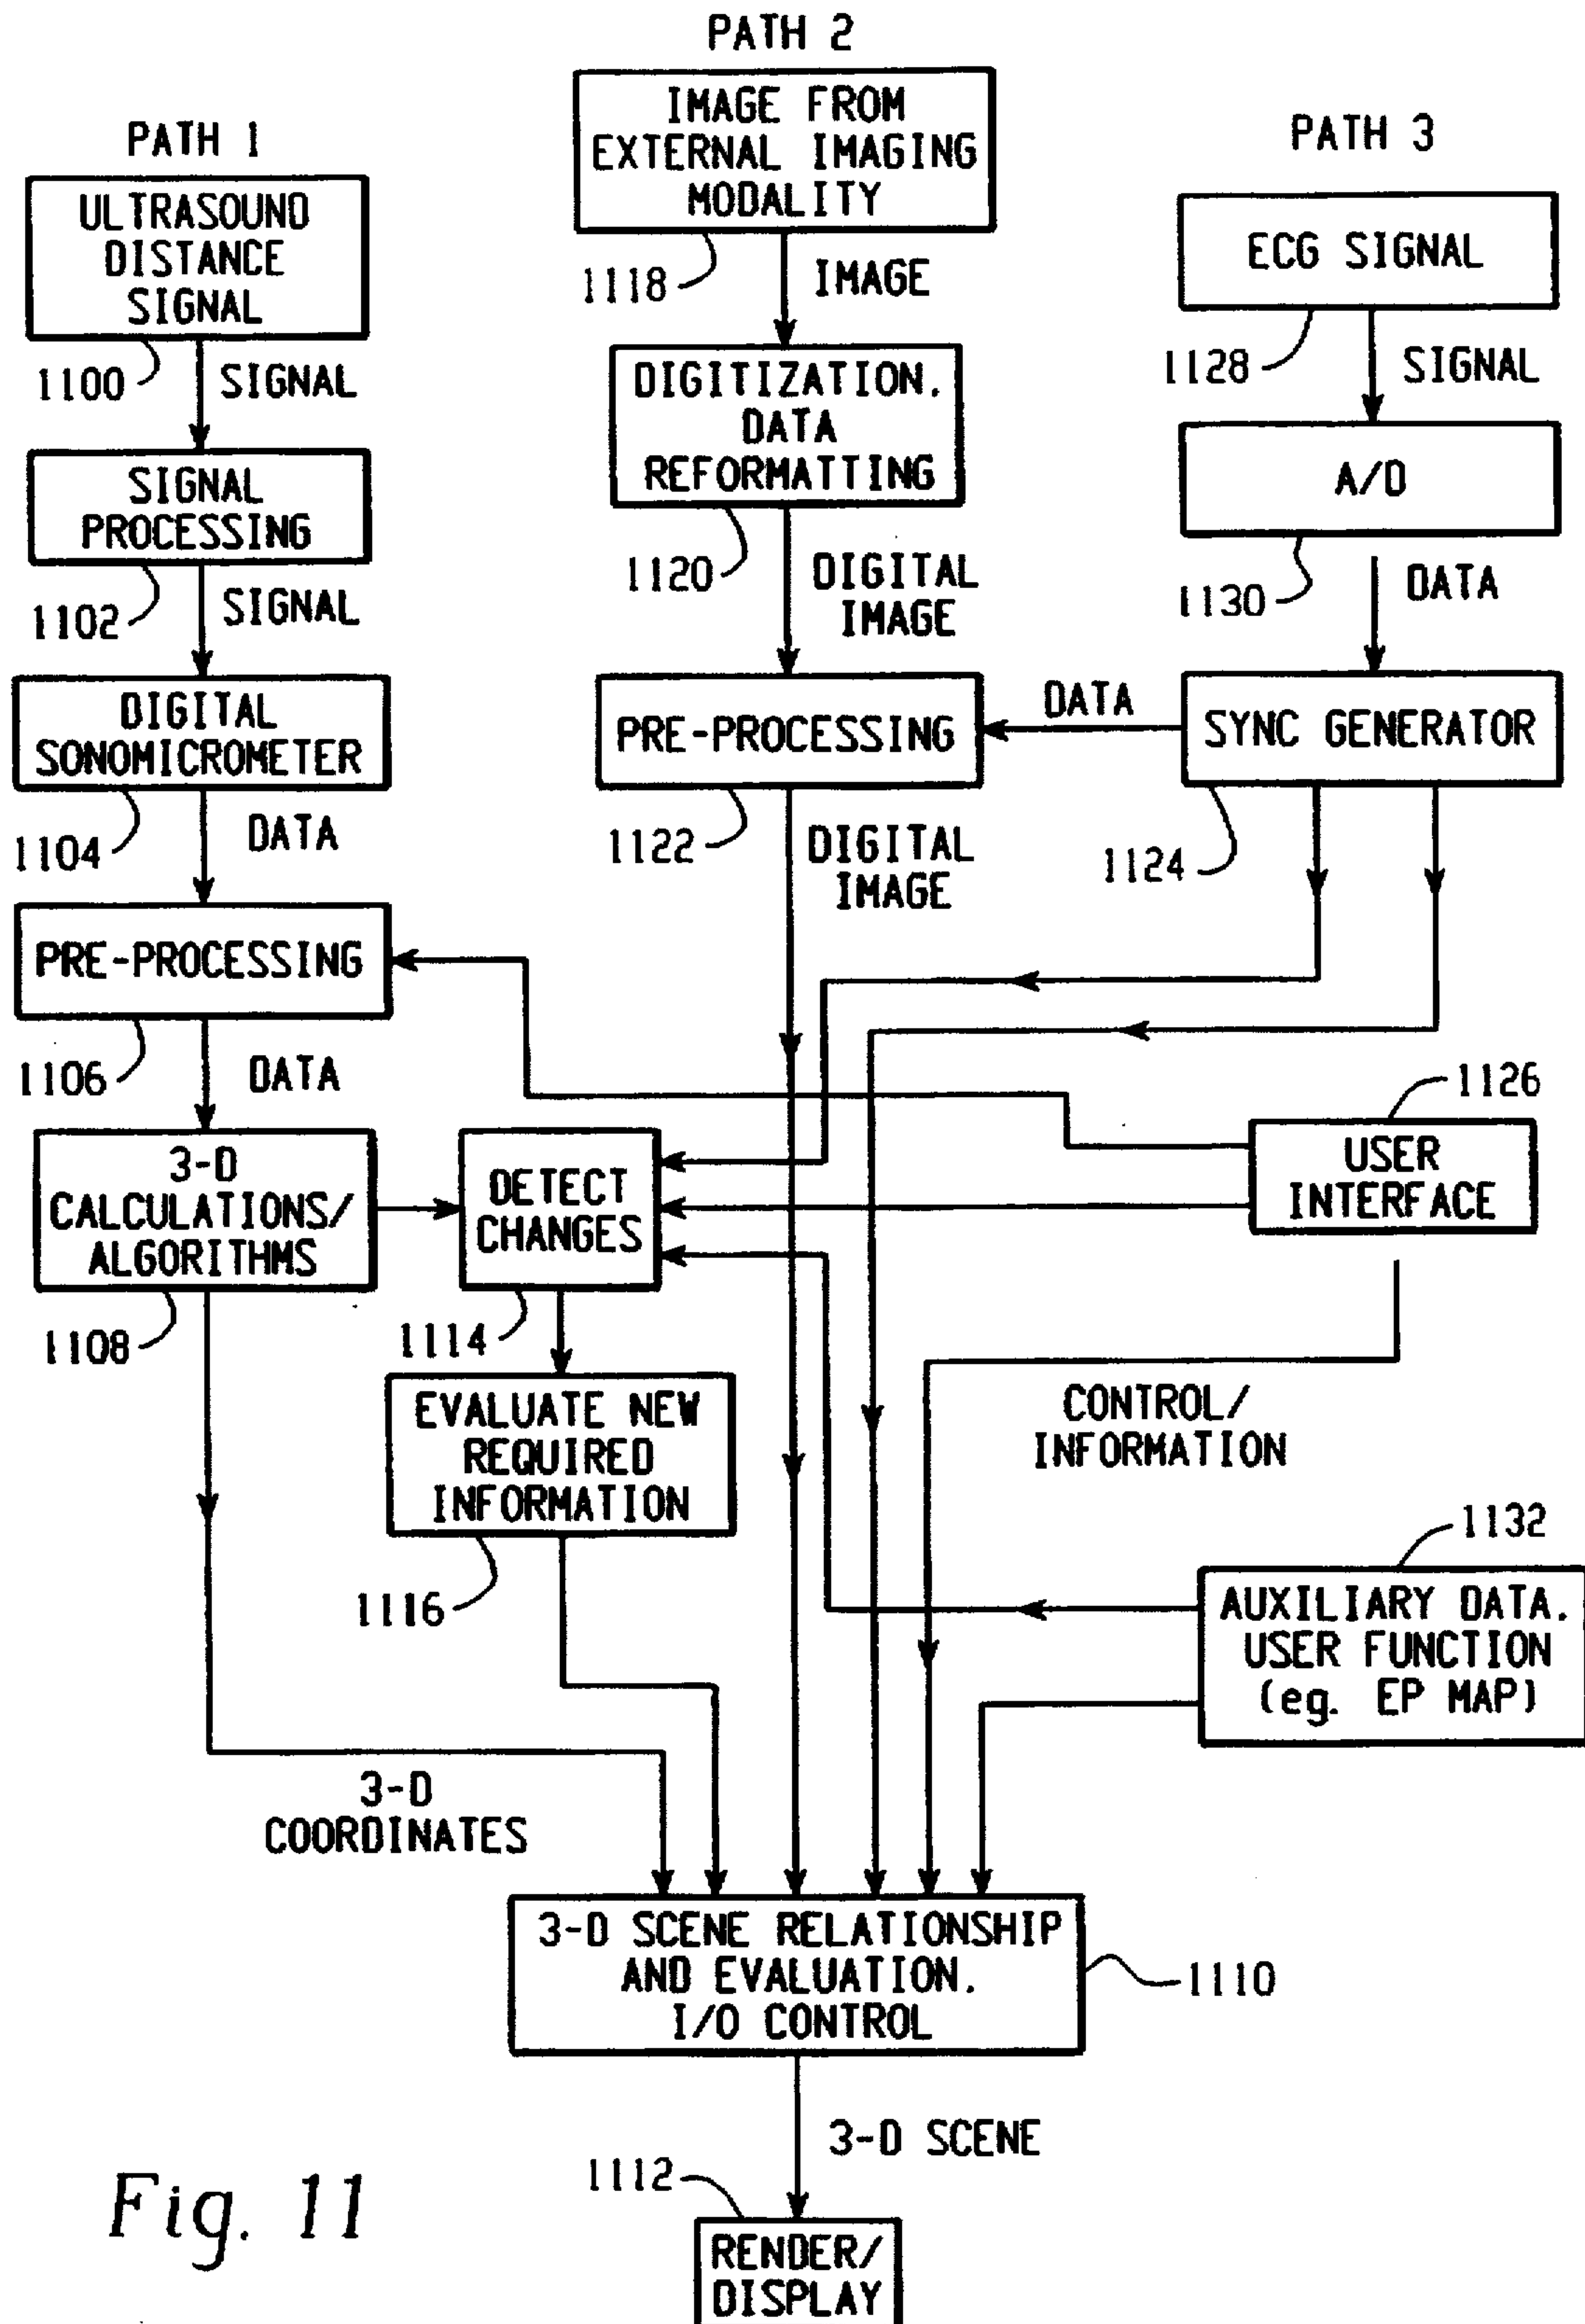 PATH 1
ULTRASOUND
DISTANCE
SIGNAL
1100
SIGNAL
SIGNAL
PROCESSING
1102
SIGNAL
DIGITAL
SONOMICROMETER
1104
DATA
PRE-PROCESSING
1106
DATA
3-D
CALCULATIONS/
ALGORITHMS
1108
PATH 2
IMAGE FROM
EXTERNAL IMAGING
MODALITY
1118
IMAGE
DIGITIZATION.
DATA
REFORMATTING
1120
DIGITAL
IMAGE
PRE-PROCESSING
1122
DIGITAL
IMAGE
PATH 3
ECG SIGNAL
1128
SIGNAL
A/D
1130
DATA
DATA
SYNC GENERATOR
1124
1126
USER
INTERFACE
DETECT
CHANGES
1114
EVALUATE NEW
REQUIRED
INFORMATION
1116
CONTROL/
INFORMATION
1132
AUXILIARY DATA.
USER FUNCTION
(eg. EP MAP)
3-D
COORDINATES
3-D SCENE RELATIONSHIP
AND EVALUATION.
I/O CONTROL
1110
3-D SCENE
1112
RENDER/
DISPLAY
Fig. 11